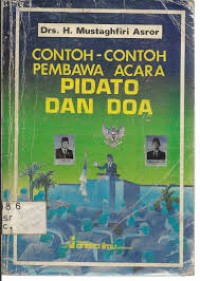 Drs. H. Mustaghfiri Asror
CONTOH-CONTOH
PEMBAWA ACARA
PIDATO
DAN DOA